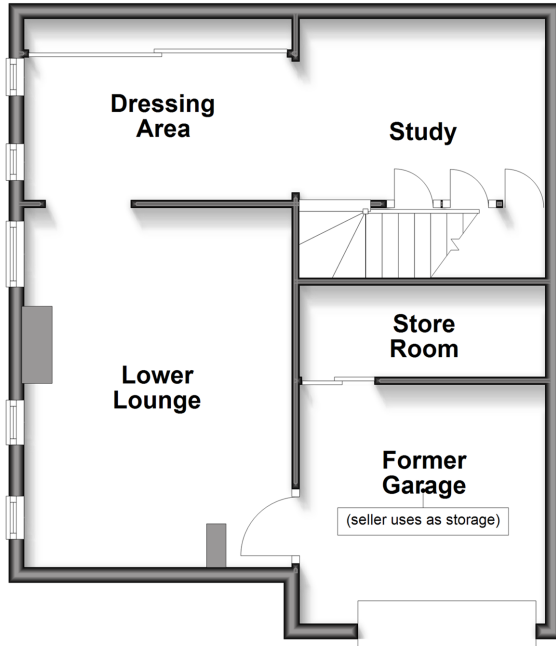 Dressing
Area
Study
Store
Room
Lower
Lounge
Former
Garage
(seller uses as storage)